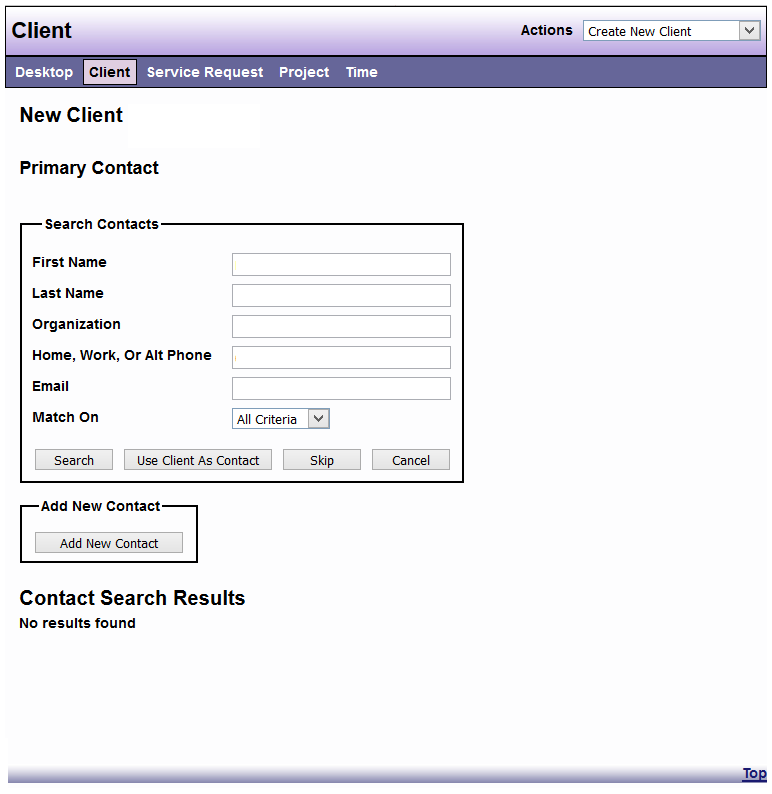 Client Actions Create New Client
Desktop Client Service Request Project Time
New Client
Primary Contact
Search Contacts
First Name
Last Name
Organization
Home, Work, Or Alt Phone
Email
Match On All Criteria
Search Use Client As Contact Skip Cancel
Add New Contact
Add New Contact
Contact Search Results
No results found
Top